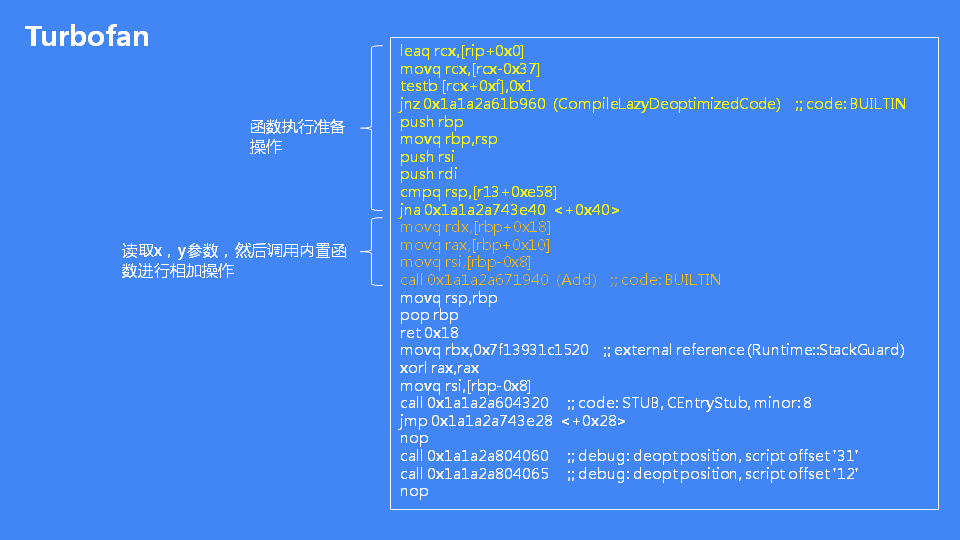 Turbofan
函数执行准备
操作
读取x，y参数，然后调用内置函
数进行相加操作
leaq rcx,[rip+0x0]
movq rcx,[rcx-0x37]
testb [rcx+0xf],0x1
jnz 0x1a1a2a61b960 (CompileLazyDeoptimizedCode) ;; code: BUILTIN
push rbp
movq rbp,rsp
push rsi
push rdi
cmpq rsp,[r13+0xe58]
jna 0x1a1a2a743e40 <+0x40>
movq rdx,[rbp+0x18]
movq rax,[rbp+0x10]
movq rsi,[rbp-0x8]
call 0x1a1a2a671940 (Add) ;; code: BUILTIN
movq rsp,rbp
pop rbp
ret 0x18
movq rbx,0x7f13931c1520 ;; external reference (Runtime::StackGuard)
xorl rax,rax
movq rsi,[rbp-0x8]
call 0x1a1a2a604320 ;; code: STUB, CEntryStub, minor: 8
jmp 0x1a1a2a743e28 <+0x28>
nop
call 0x1a1a2a804060 ;; debug: deopt position, script offset '31'
call 0x1a1a2a804065 ;; debug: deopt position, script offset '12'
nop